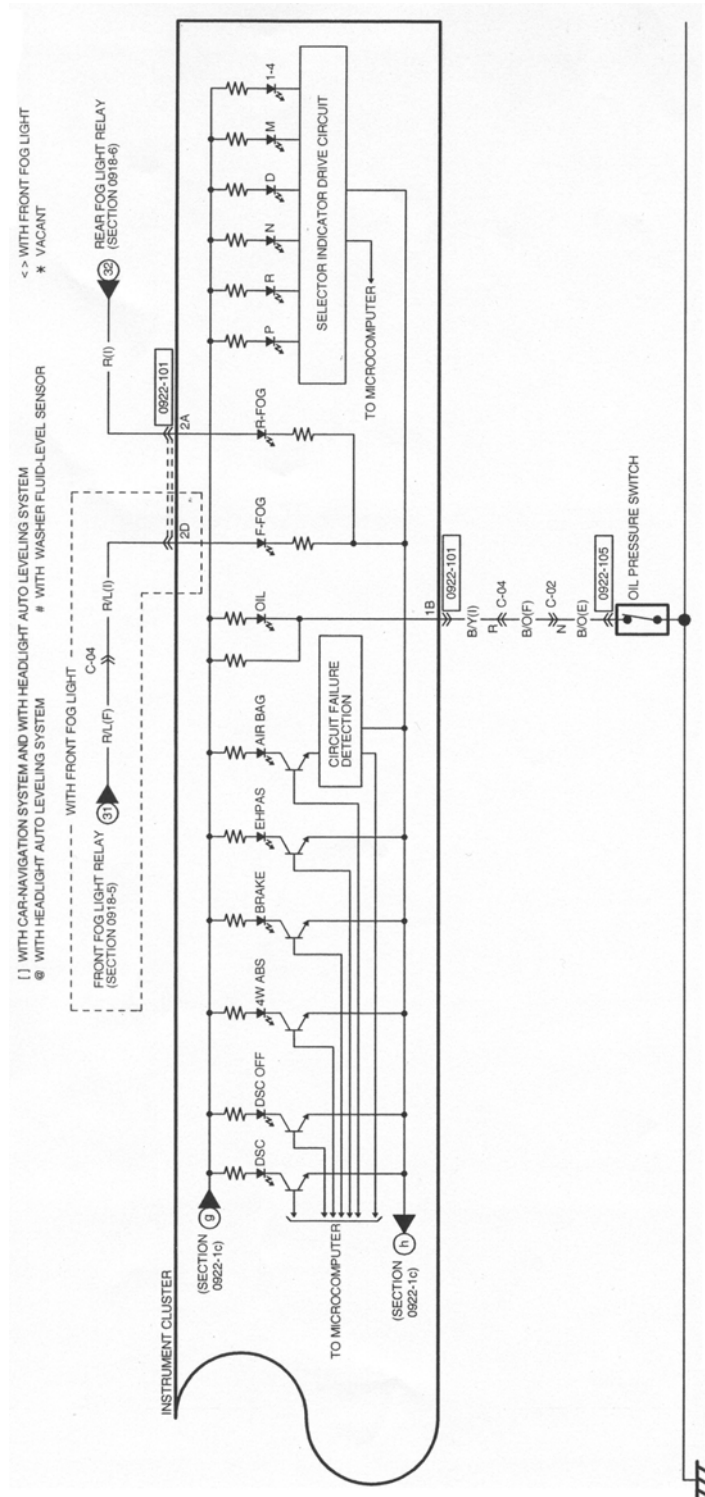 [ ] WITH CAR-NAVIGATION SYSTEM AND WITH HEADLIGHT AUTO LEVELING SYSTEM
< > WITH FRONT FOG LIGHT
@ WITH HEADLIGHT AUTO LEVELING SYSTEM
# WITH WASHER FLUID-LEVEL SENSOR
* VACANT
WITH FRONT FOG LIGHT
FRONT FOG LIGHT RELAY
(SECTION 0918-5)
31
R/L(F)
C-04
R/L(I)
R(I)
32
REAR FOG LIGHT RELAY
(SECTION 0918-6)
INSTRUMENT CLUSTER
2D
2A
0922-101
(SECTION
0922-1c)
g
DSC
DSC OFF
4W ABS
BRAKE
EHPAS
AIR BAG
OIL
F-FOG
R-FOG
P
R
N
D
M
1-4
SELECTOR INDICATOR DRIVE CIRCUIT
CIRCUIT FAILURE
DETECTION
TO MICROCOMPUTER
TO MICROCOMPUTER
(SECTION
0922-1c)
h
1B
0922-101
B/Y(I)
R
C-04
B/O(F)
N
C-02
B/O(E)
0922-105
OIL PRESSURE SWITCH